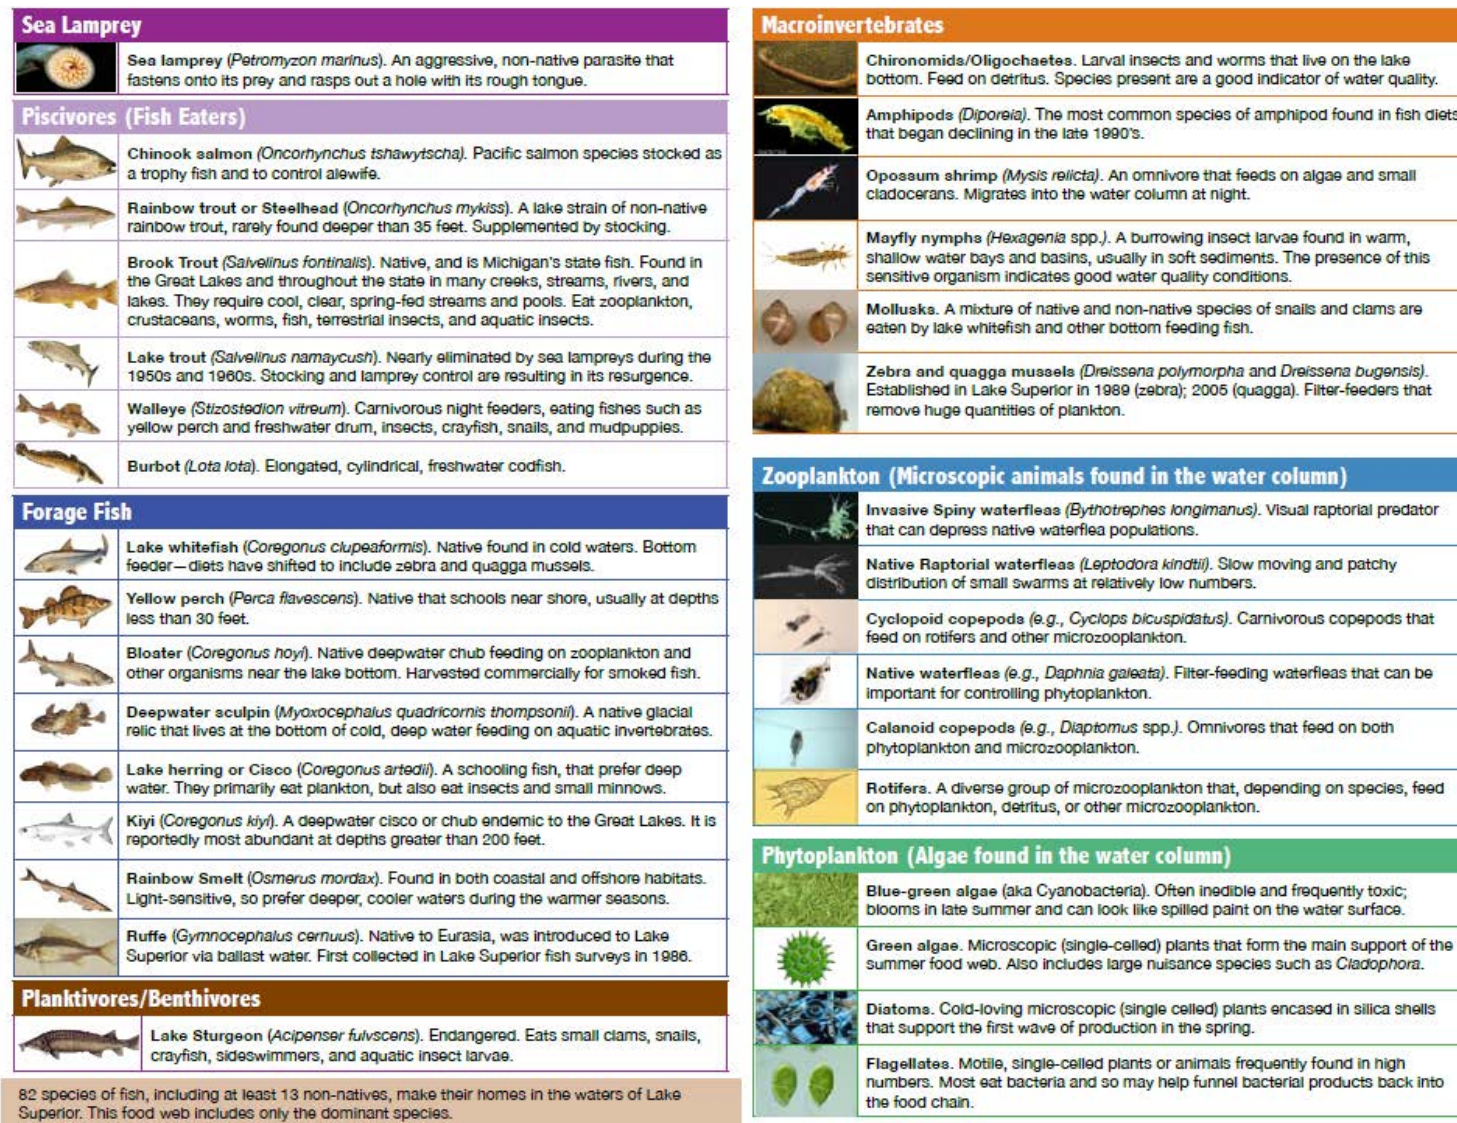 Sea Lamprey
Sea lamprey (Petromyzon marinus). An aggressive, non-native parasite that
fastens onto its prey and rasps out a hole with its rough tongue.
Piscivores (Fish Eaters)
Chinook salmon (Oncorhynchus tshawytscha). Pacific salmon species stocked as
a trophy fish and to control alewife.
Rainbow trout or Steelhead (Oncorhynchus mykiss). A lake strain of non-native
rainbow trout, rarely found deeper than 35 feet. Supplemented by stocking.
Brook Trout (Salvelinus fontinalis). Native, and is Michigan's state fish. Found in
the Great Lakes and throughout the state in many creeks, streams, rivers, and
lakes. They require cool, clear, spring-fed streams and pools. Eat zooplankton,
crustaceans, worms, fish, terrestrial insects, and aquatic insects.
Lake trout (Salvelinus namaycush). Nearly eliminated by sea lampreys during the
1950s and 1960s. Stocking and lamprey control are resulting in its resurgence.
Walleye (Stizostedion vitreum). Carnivorous night feeders, eating fishes such as
yellow perch and freshwater drum, insects, crayfish, snails, and mudpuppies.
Burbot (Lota lota). Elongated, cylindrical, freshwater codfish.
Forage Fish
Lake whitefish (Coregonus clupeaformis). Native found in cold waters. Bottom
feeder—diets have shifted to include zebra and quagga mussels.
Yellow perch (Perca flavescens). Native that schools near shore, usually at depths
less than 30 feet.
Bloater (Coregonus hoyi). Native deepwater chub feeding on zooplankton and
other organisms near the lake bottom. Harvested commercially for smoked fish.
Deepwater sculpin (Myoxocephalus quadricornis thompsonii). A native glacial
relic that lives at the bottom of cold, deep water feeding on aquatic invertebrates.
Lake herring or Cisco (Coregonus artedii). A schooling fish, that prefer deep
water. They primarily eat plankton, but also eat insects and small minnows.
Kiyi (Coregonus kiyi). A deepwater cisco or chub endemic to the Great Lakes. It is
reportedly most abundant at depths greater than 200 feet.
Rainbow Smelt (Osmerus mordax). Found in both coastal and offshore habitats.
Light-sensitive, so prefer deeper, cooler waters during the warmer seasons.
Ruffe (Gymnocephalus cernuus). Native to Eurasia, was introduced to Lake
Superior via ballast water. First collected in Lake Superior fish surveys in 1986.
Planktivores/Benthivores
Lake Sturgeon (Acipenser fulvscens). Endangered. Eats small clams, snails,
crayfish, sideswimmers, and aquatic insect larvae.
82 species of fish, including at least 13 non-natives, make their homes in the waters of Lake
Superior. This food web includes only the dominant species.
Macroinvertebrates
Chironomids/Oligochaetes. Larval insects and worms that live on the lake
bottom. Feed on detritus. Species present are a good indicator of water quality.
Amphipods (Diporeia). The most common species of amphipod found in fish diets
that began declining in the late 1990's.
Opossum shrimp (Mysis relicta). An omnivore that feeds on algae and small
cladocerans. Migrates into the water column at night.
Mayfly nymphs (Hexagenia spp.). A burrowing insect larvae found in warm,
shallow water bays and basins, usually in soft sediments. The presence of this
sensitive organism indicates good water quality conditions.
Mollusks. A mixture of native and non-native species of snails and clams are
eaten by lake whitefish and other bottom feeding fish.
Zebra and quagga mussels (Dreissena polymorpha and Dreissena bugensis).
Established in Lake Superior in 1989 (zebra); 2005 (quagga). Filter-feeders that
remove huge quantities of plankton.
Zooplankton (Microscopic animals found in the water column)
Invasive Spiny waterfleas (Bythotrephes longimanus). Visual raptorial predator
that can depress native waterflea populations.
Native Raptorial waterfleas (Leptodora kindtii). Slow moving and patchy
distribution of small swarms at relatively low numbers.
Cyclopoid copepods (e.g., Cyclops bicuspidatus). Carnivorous copepods that
feed on rotifers and other microzooplankton.
Native waterfleas (e.g., Daphnia galeata). Filter-feeding waterfleas that can be
important for controlling phytoplankton.
Calanoid copepods (e.g., Diaptomus spp.). Omnivores that feed on both
phytoplankton and microzooplankton.
Rotifers. A diverse group of microzooplankton that, depending on species, feed
on phytoplankton, detritus, or other microzooplankton.
Phytoplankton (Algae found in the water column)
Blue-green algae (aka Cyanobacteria). Often inedible and frequently toxic;
blooms in late summer and can look like spilled paint on the water surface.
Green algae. Microscopic (single-celled) plants that form the main support of the
summer food web. Also includes large nuisance species such as Cladophora.
Diatoms. Cold-loving microscopic (single celled) plants encased in silica shells
that support the first wave of production in the spring.
Flagellates. Motile, single-celled plants or animals frequently found in high
numbers. Most eat bacteria and so may help funnel bacterial products back into
the food chain.